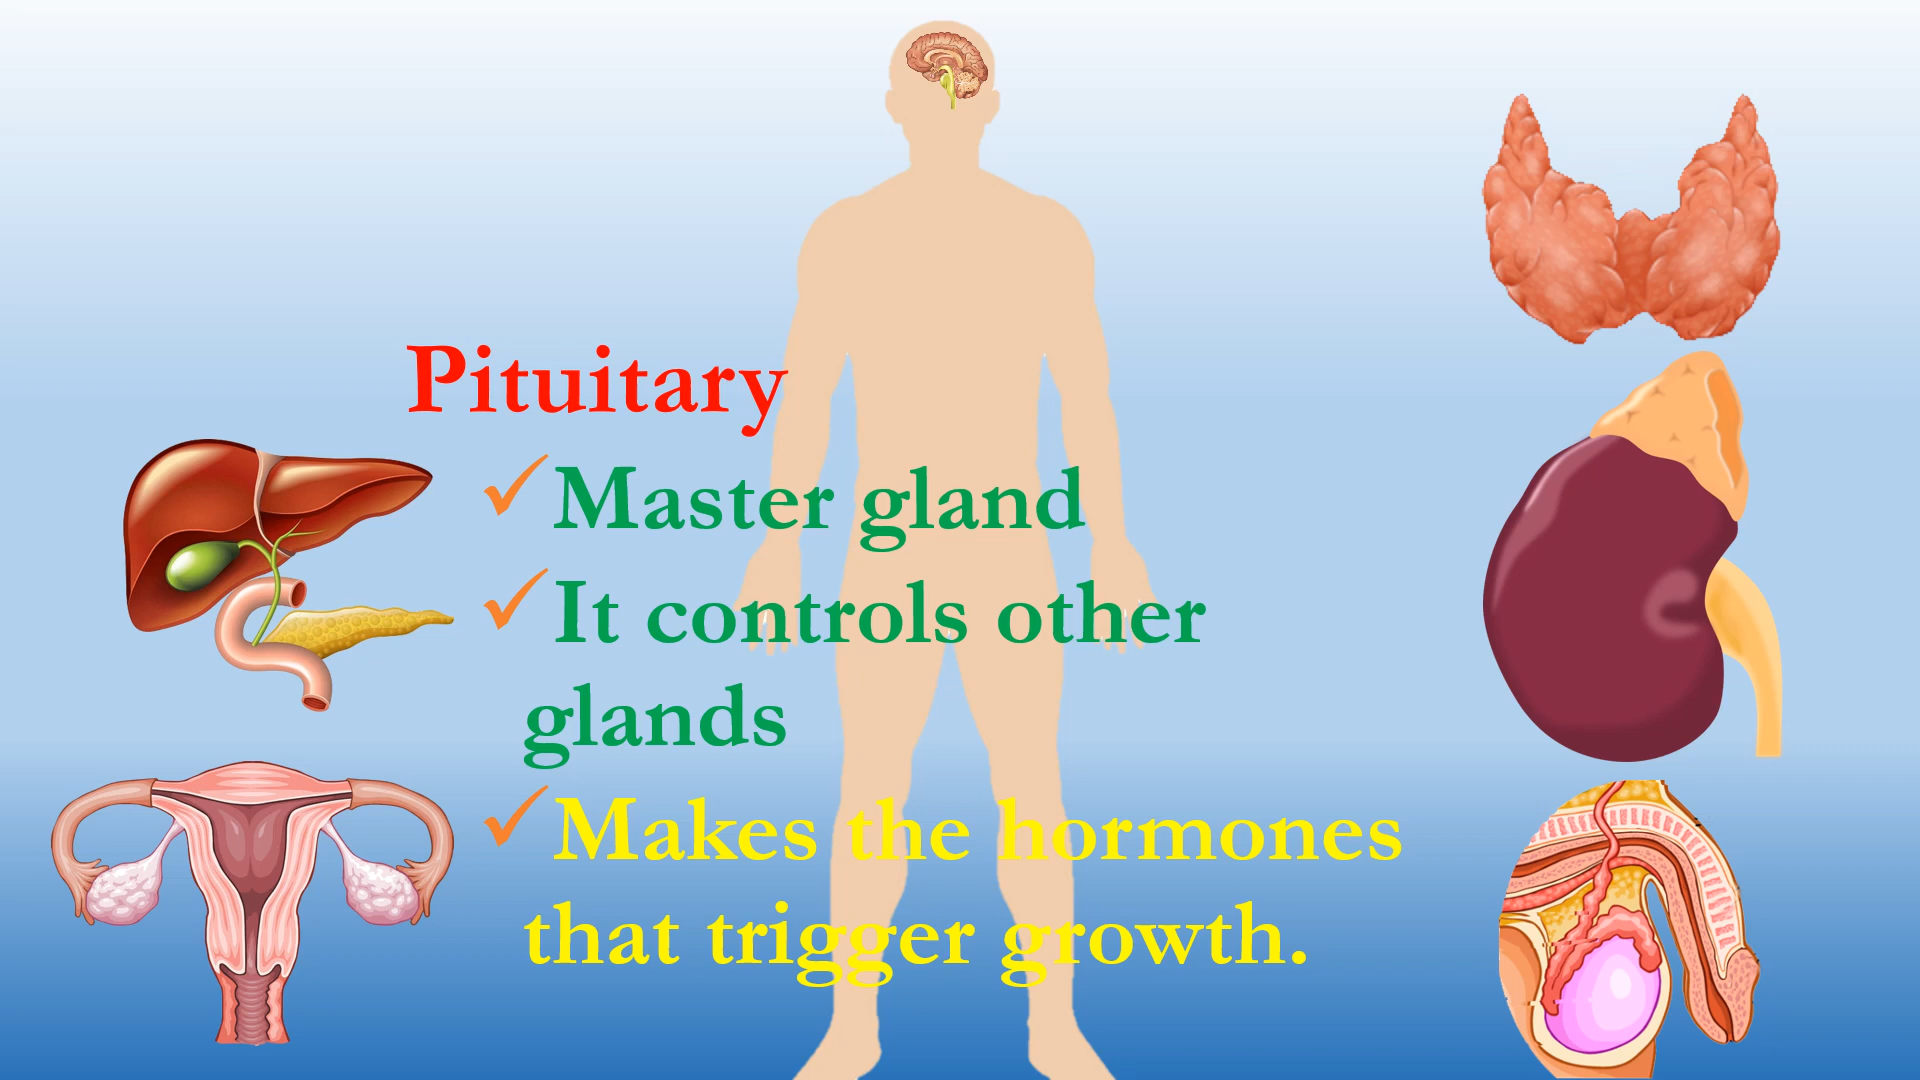 Pituitary
✓Master gland
✓It controls other
glands
✓Makes the hormones
that trigger growth.